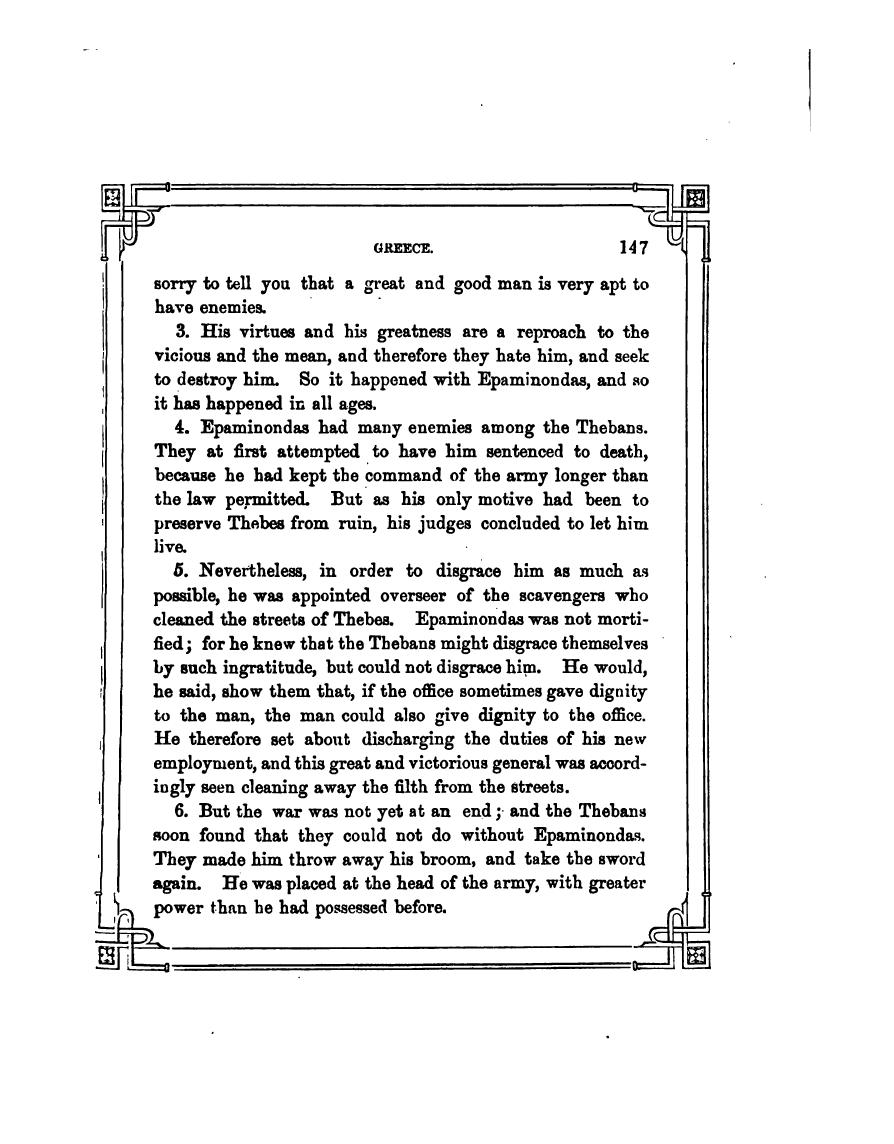 GREECE. 147
sorry to tell you that a great and good man is very apt to
have enemies.
3. His virtues and his greatness are a reproach to the
vicious and the mean, and therefore they hate him, and seek
to destroy him. So it happened with Epaminondas, and so
it has happened in all ages.
4. Epaminondas had many enemies among the Thebans.
They at first attempted to have him sentenced to death,
because he had kept the command of the army longer than
the law permitted. But as his only motive had been to
preserve Thebes from ruin, his judges concluded to let him
live.
5. Nevertheless, in order to disgrace him as much as
possible, he was appointed overseer of the scavengers who
cleaned the streets of Thebes. Epaminondas was not morti-
fied; for he knew that the Thebans might disgrace themselves
by such ingratitude, but could not disgrace him. He would,
he said, show them that, if the office sometimes gave dignity
to the man, the man could also give dignity to the office.
He therefore set about discharging the duties of his new
employment, and this great and victorious general was accord-
ingly seen cleaning away the filth from the streets.
6. But the war was not yet at an end; and the Thebans
soon found that they could not do without Epaminondas.
They made him throw away his broom, and take the sword
again. He was placed at the head of the army, with greater
power than he had possessed before.